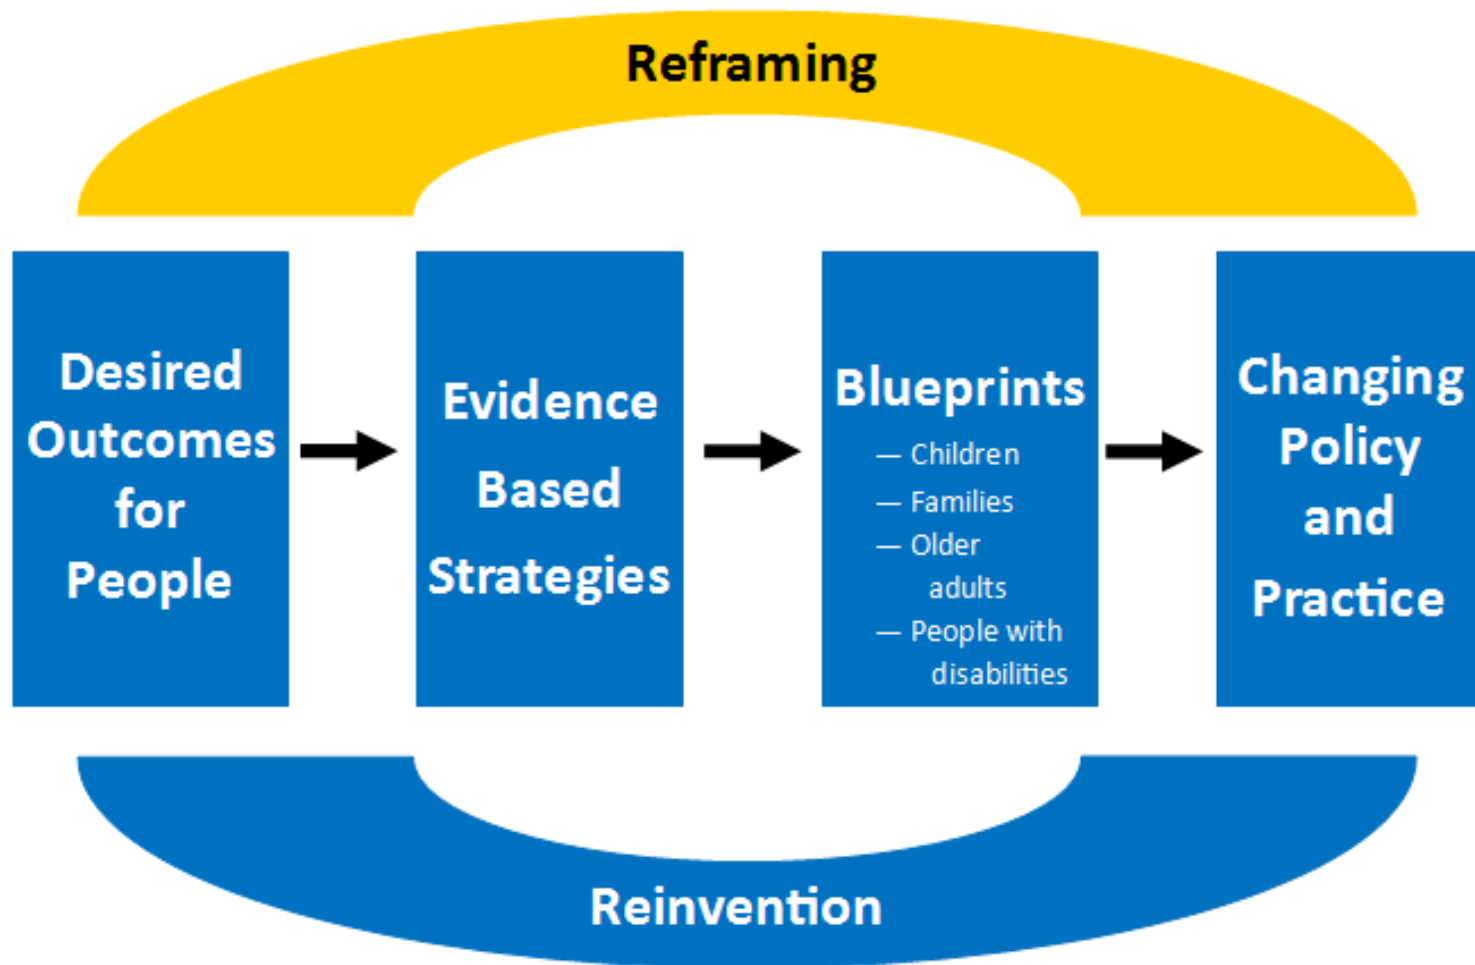 Reframing
Desired
Outcomes
for
People
Evidence
Based
Strategies
Blueprints
— Children
— Families
— Older
adults
— People with
disabilities
Changing
Policy
and
Practice
Reinvention